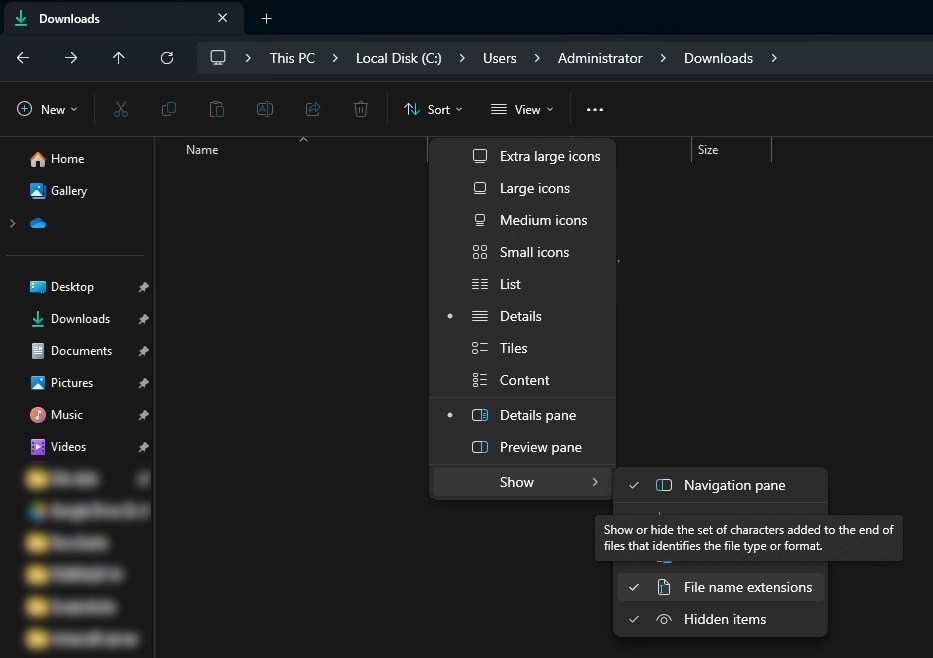 Downloads
This PC
Local Disk (C:)
Users
Administrator
Downloads
New
Sort
View
Name
Size
Home
Gallery
Desktop
Downloads
Documents
Pictures
Music
Videos
Extra large icons
Large icons
Medium icons
Small icons
List
Details
Tiles
Content
Details pane
Preview pane
Show
Navigation pane
Show or hide the set of characters added to the end of
files that identifies the file type or format.
File name extensions
Hidden items